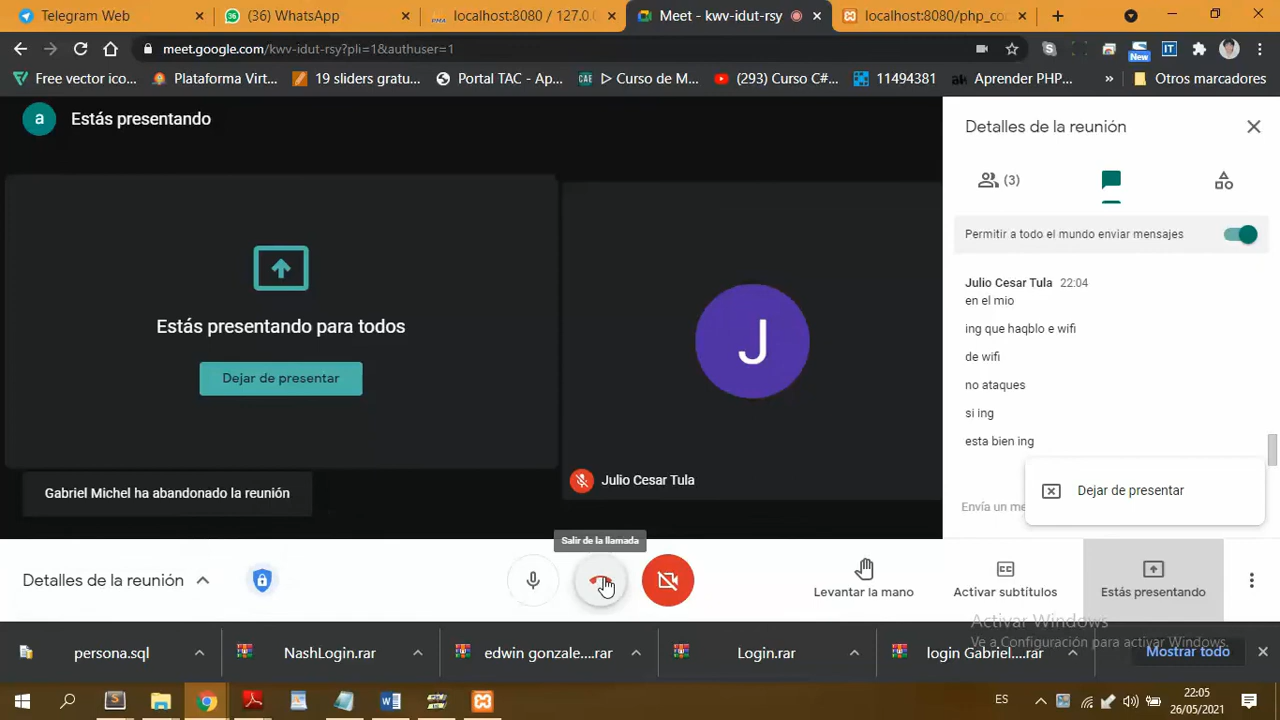 Telegram Web
(36) WhatsApp
localhost:8080 / 127.0.0
Meet - kwv-idut-rsy
localhost:8080/php_co
meet.google.com/kwv-idut-rsy?pli=1&authuser=1
New
IT
Free vector ico...
Plataforma Virt...
19 sliders gratu...
Portal TAC - Ap...
CAE
▷ Curso de M...
(293) Curso C#...
11494381
Aprender PHP...
»
Otros marcadores
a
Estás presentando
Estás presentando para todos
Dejar de presentar
Gabriel Michel ha abandonado la reunión
J
Julio Cesar Tula
Detalles de la reunión
(3)
Permitir a todo el mundo enviar mensajes
Julio Cesar Tula 22:04
en el mio
ing que haqblo e wifi
de wifi
no ataques
si ing
esta bien ing
Dejar de presentar
Envía un me
Salir de la llamada
Detalles de la reunión
Levantar la mano
CC
Activar subtítulos
Estás presentando
Activar Windows
Ve a Configuración para activar Windows.
persona.sql
NashLogin.rar
edwin gonzale....rar
Login.rar
login Gabriel....rar
Mostrar todo
ES
22:05
26/05/2021